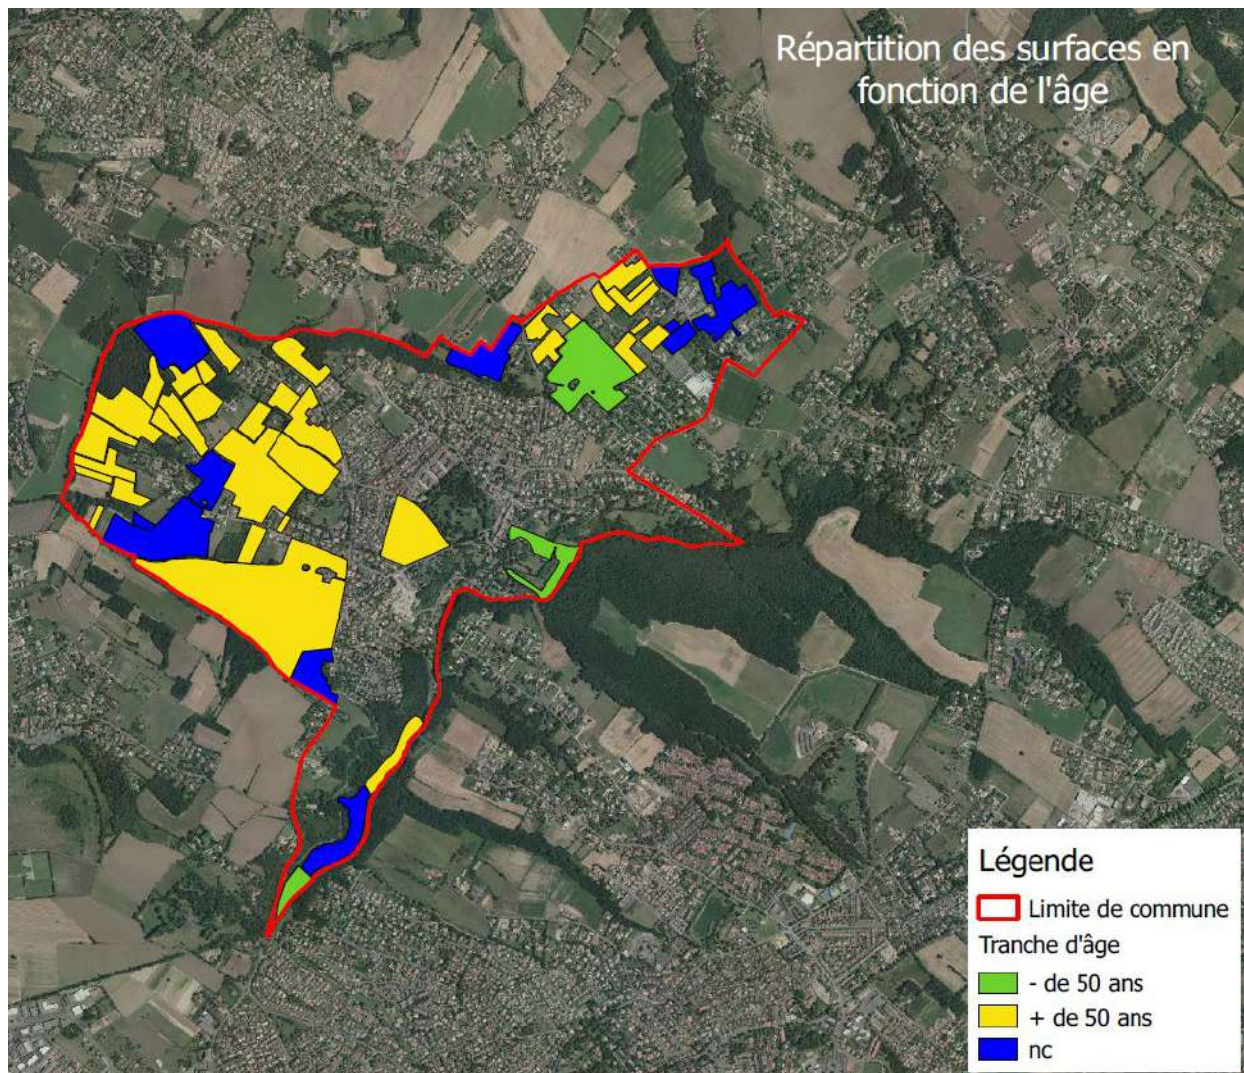 Répartition des surfaces en
fonction de l'âge
Légende
Limite de commune
Tranche d'âge
- de 50 ans
+ de 50 ans
nc